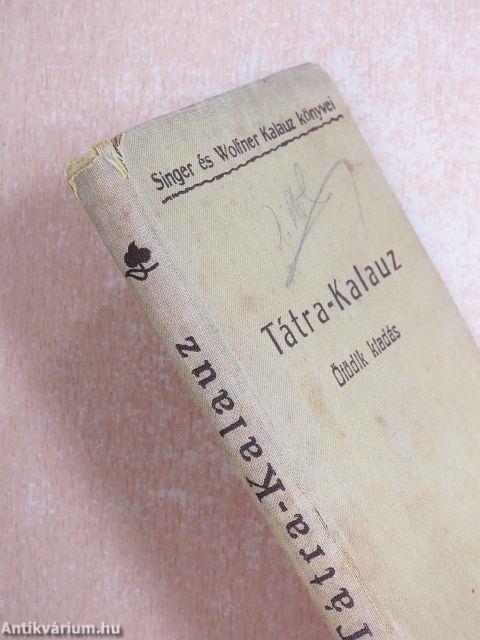 Singer és Wolfner Kalauz könyvei
Tátra-Kalauz
Ötödik kiadás
Tátra-Kalauz
Antikvárium.hu